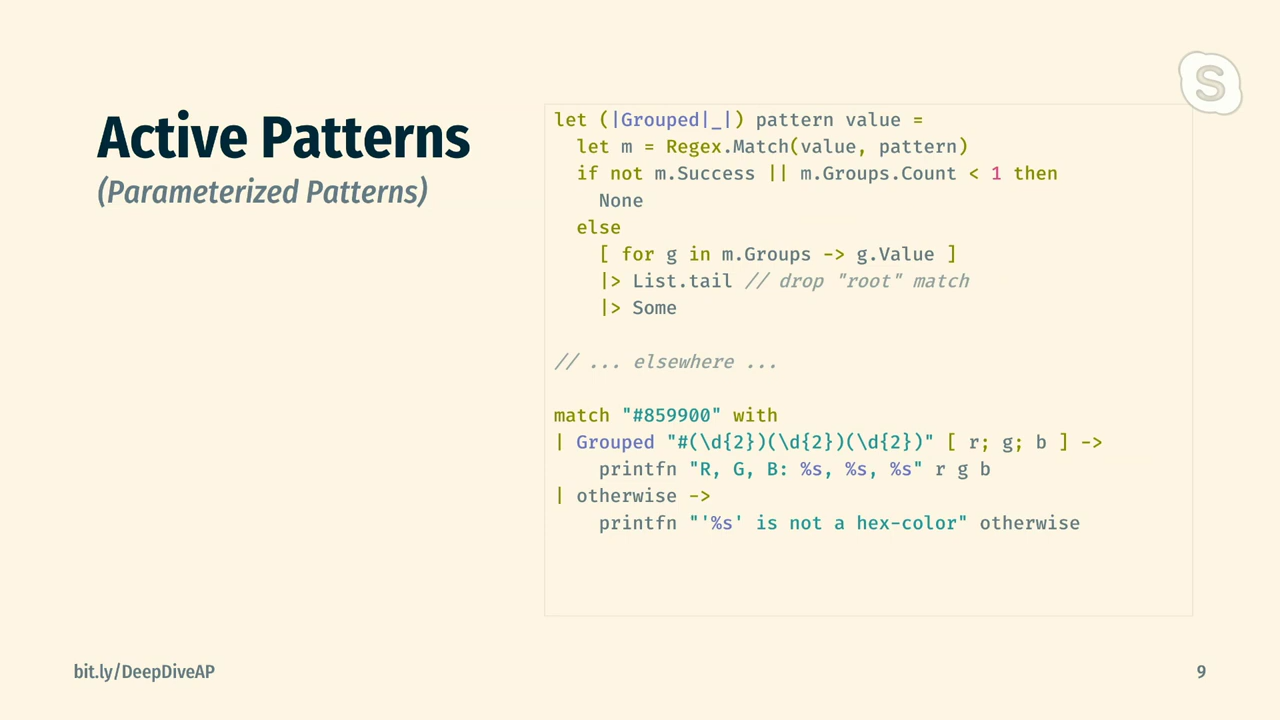 S
Active Patterns
(Parameterized Patterns)
let (|Grouped|_|) pattern value =
  let m = Regex.Match(value, pattern)
  if not m.Success || m.Groups.Count < 1 then
    None
  else
    [ for g in m.Groups -> g.Value ]
    |> List.tail // drop "root" match
    |> Some
// ... elsewhere ...
match "#859900" with
| Grouped "#(\d{2})(\d{2})(\d{2})" [ r; g; b ] ->
    printfn "R, G, B: %s, %s, %s" r g b
| otherwise ->
    printfn "'%s' is not a hex-color" otherwise
bit.ly/DeepDiveAP
9